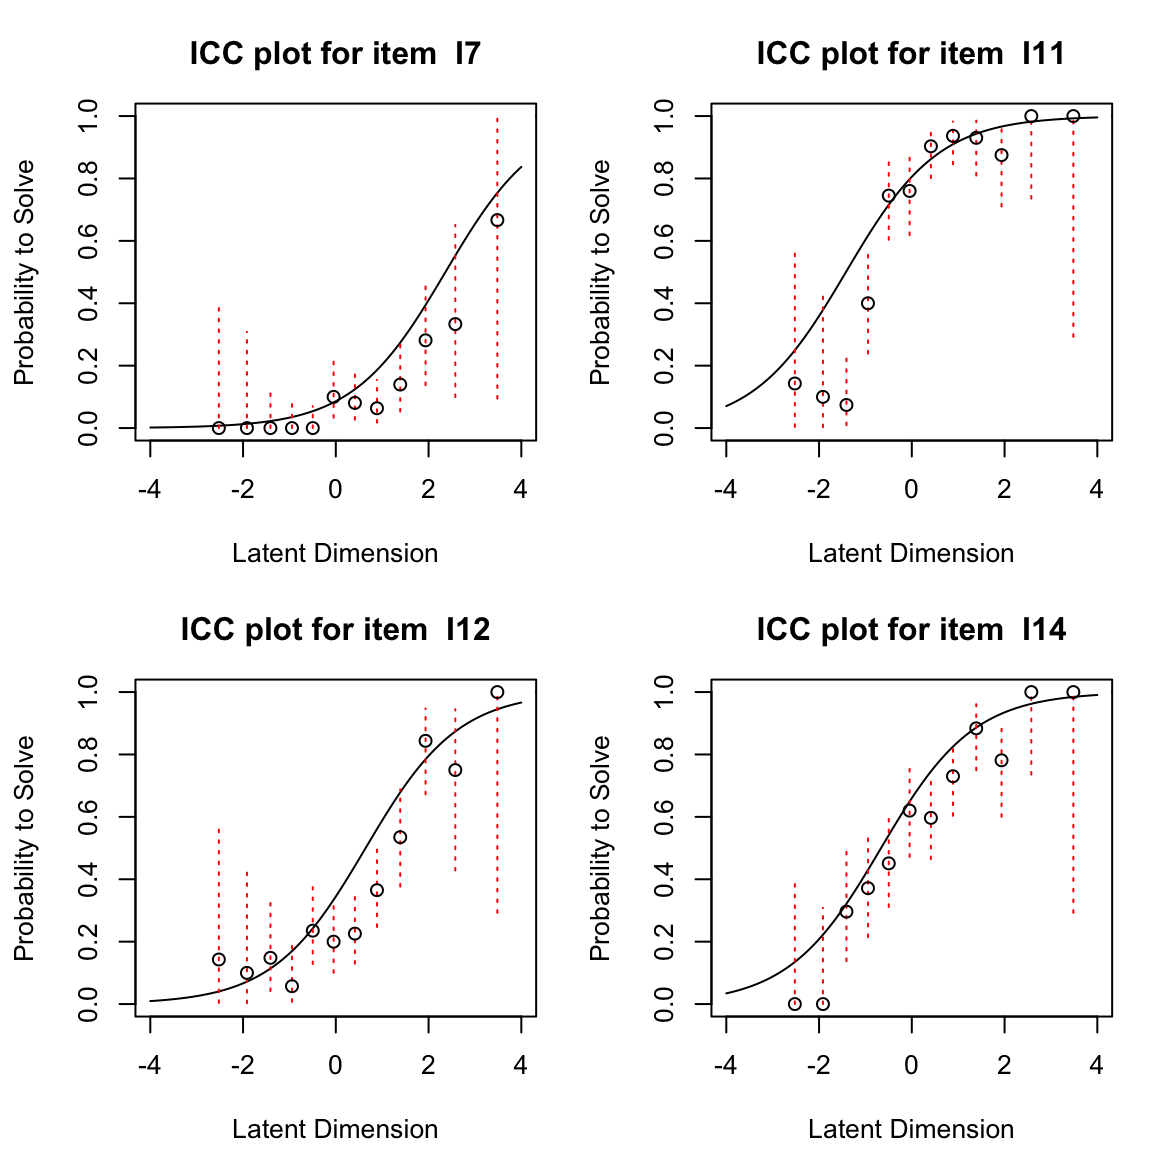 ICC plot for item I7
Probability to Solve
1.0
0.8
0.6
0.4
0.2
0.0
-4 -2 0 2 4
Latent Dimension
ICC plot for item I11
Probability to Solve
1.0
0.8
0.6
0.4
0.2
0.0
-4 -2 0 2 4
Latent Dimension
ICC plot for item I12
Probability to Solve
1.0
0.8
0.6
0.4
0.2
0.0
-4 -2 0 2 4
Latent Dimension
ICC plot for item I14
Probability to Solve
1.0
0.8
0.6
0.4
0.2
0.0
-4 -2 0 2 4
Latent Dimension